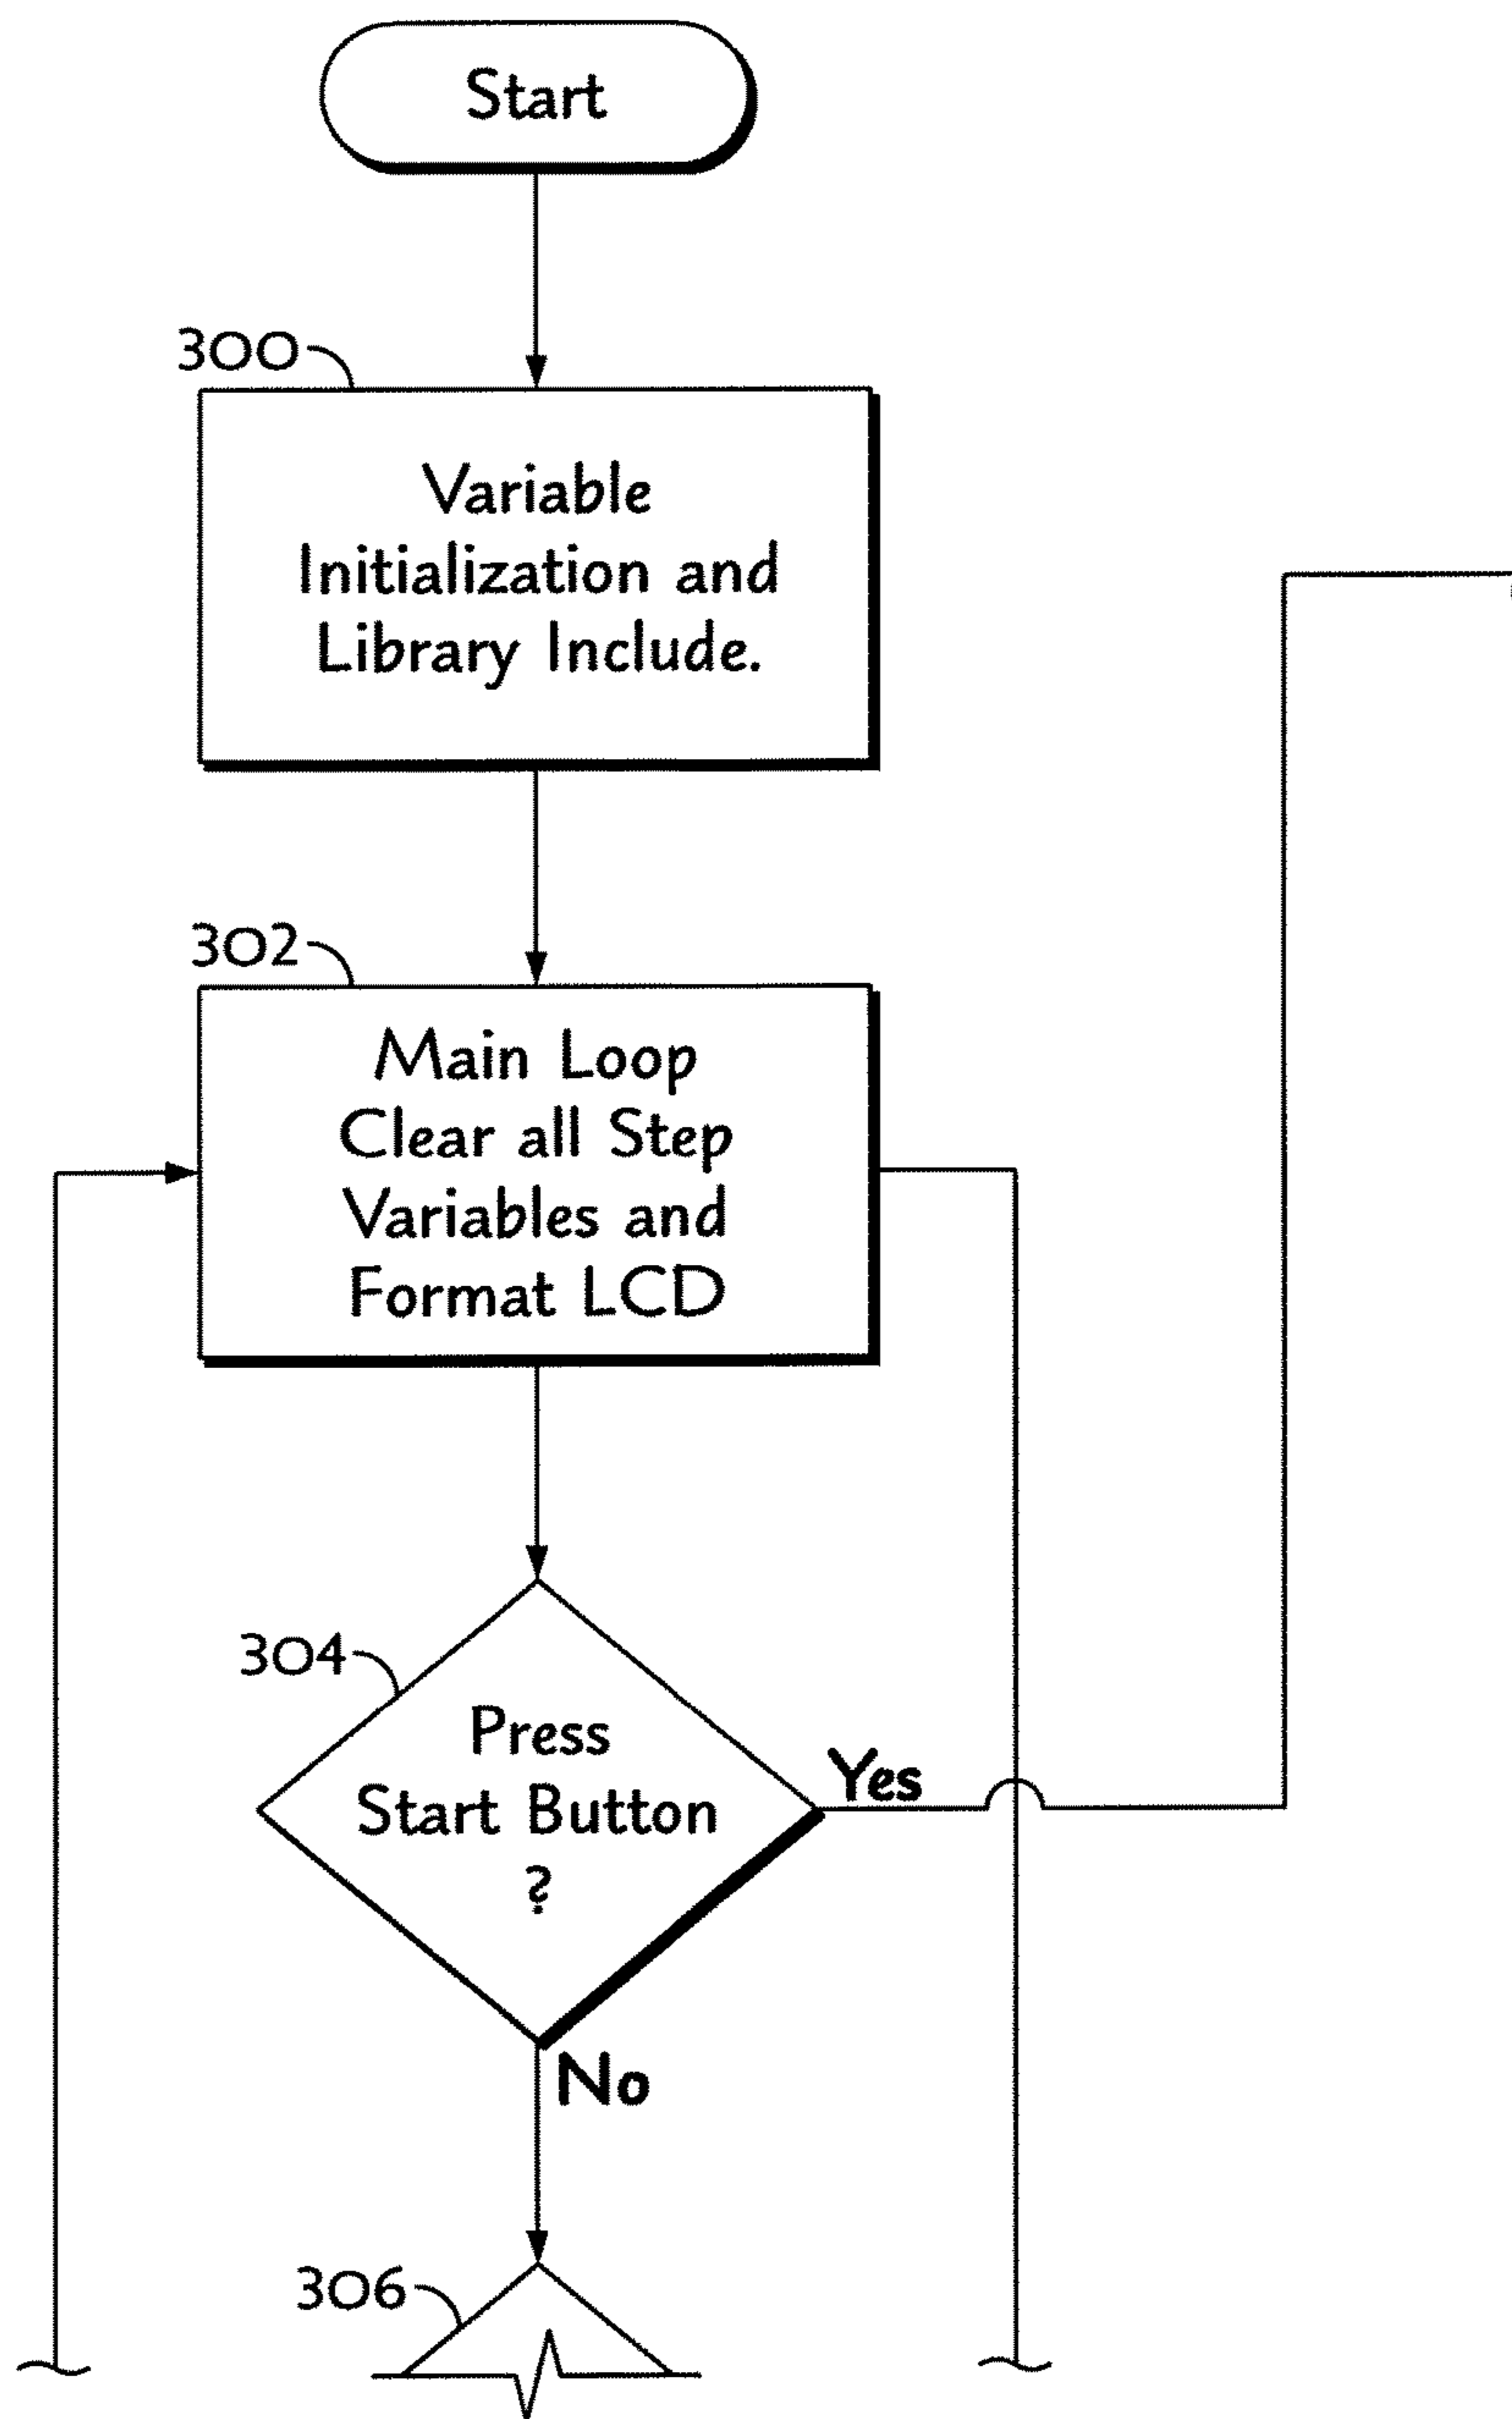 Start
300
Variable
Initialization and
Library Include.
302
Main Loop
Clear all Step
Variables and
Format LCD
304
Press
Start Button
?
Yes
No
306